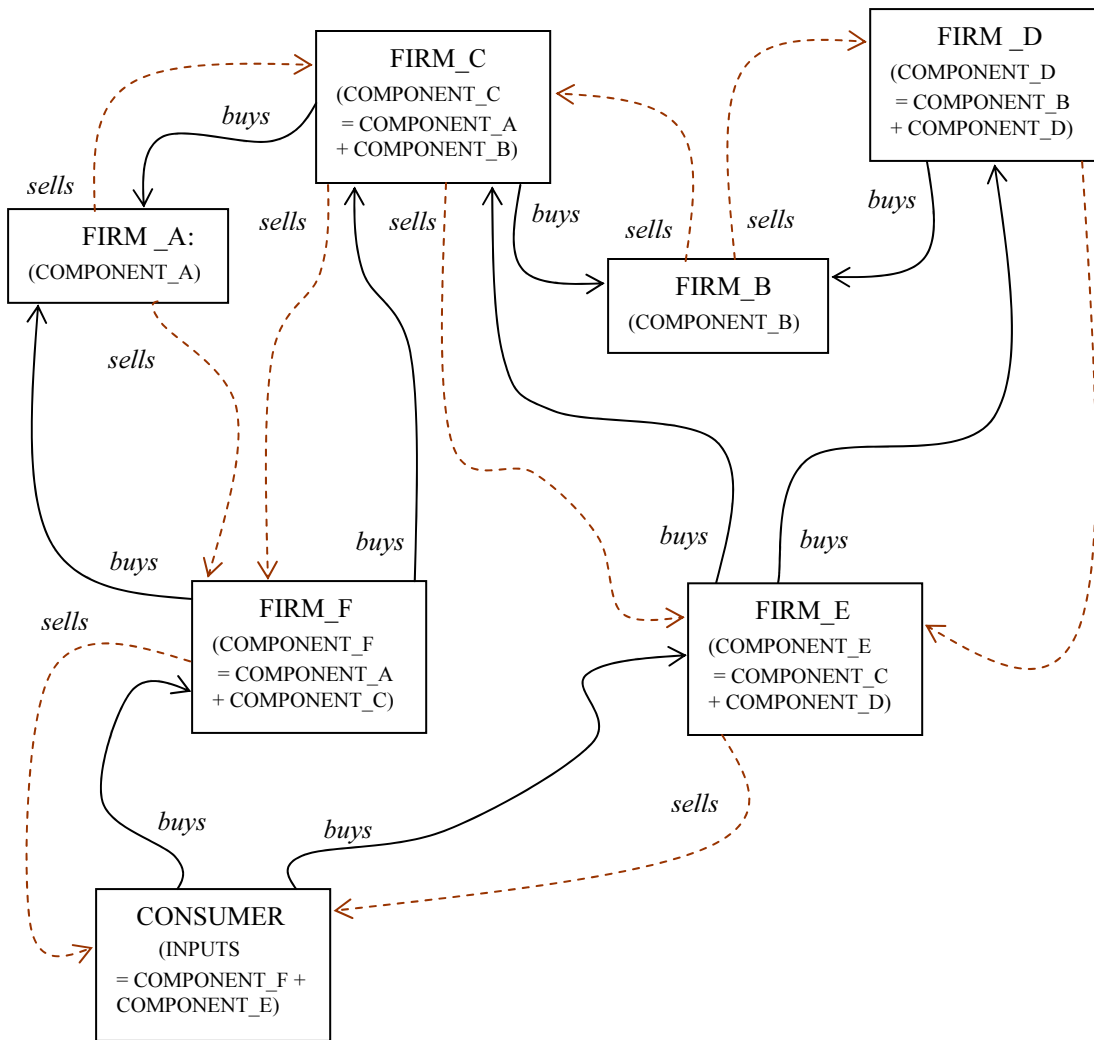 FIRM_C
(COMPONENT_C
= COMPONENT_A
+ COMPONENT_B)
FIRM _D
(COMPONENT_D
= COMPONENT_B
+ COMPONENT_D)
buys
sells
sells
sells
buys
sells
sells
buys
FIRM _A:
(COMPONENT_A)
FIRM_B
(COMPONENT_B)
sells
buys
buys
buys
buys
sells
FIRM_F
(COMPONENT_F
= COMPONENT_A
+ COMPONENT_C)
FIRM_E
(COMPONENT_E
= COMPONENT_C
+ COMPONENT_D)
buys
buys
sells
CONSUMER
(INPUTS
= COMPONENT_F +
COMPONENT_E)